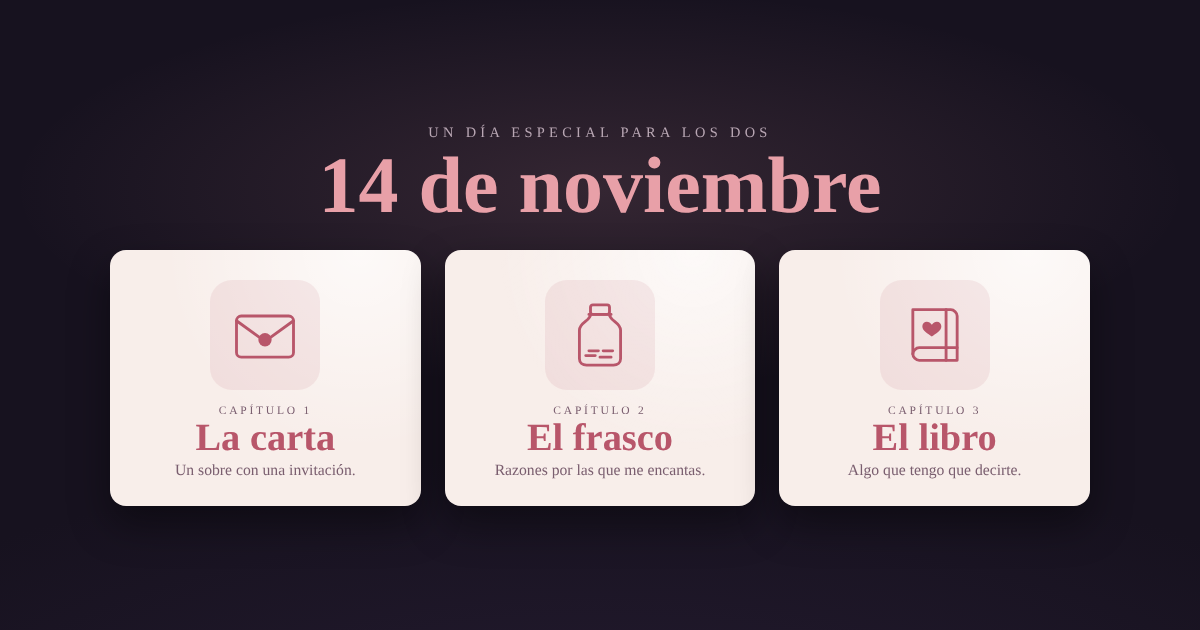 UN DÍA ESPECIAL PARA LOS DOS
14 de noviembre
CAPÍTULO 1
La carta
Un sobre con una invitación.
CAPÍTULO 2
El frasco
Razones por las que me encantas.
CAPÍTULO 3
El libro
Algo que tengo que decirte.